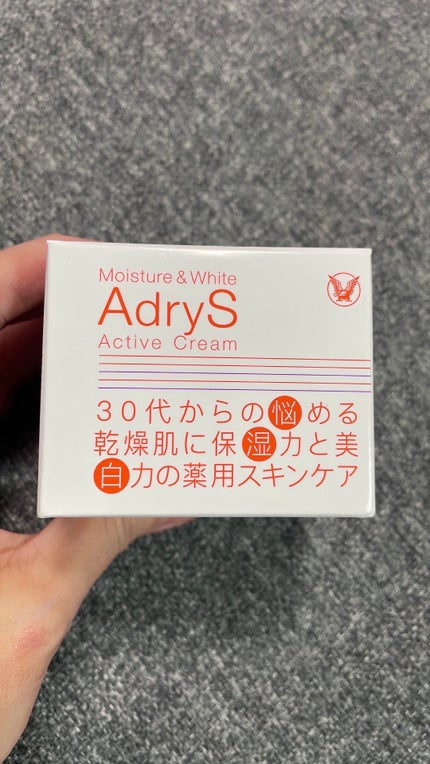 Moisture & White
AdryS
Active Cream
30代からの悩める
乾燥肌に保湿力と美
白力の薬用スキンケア